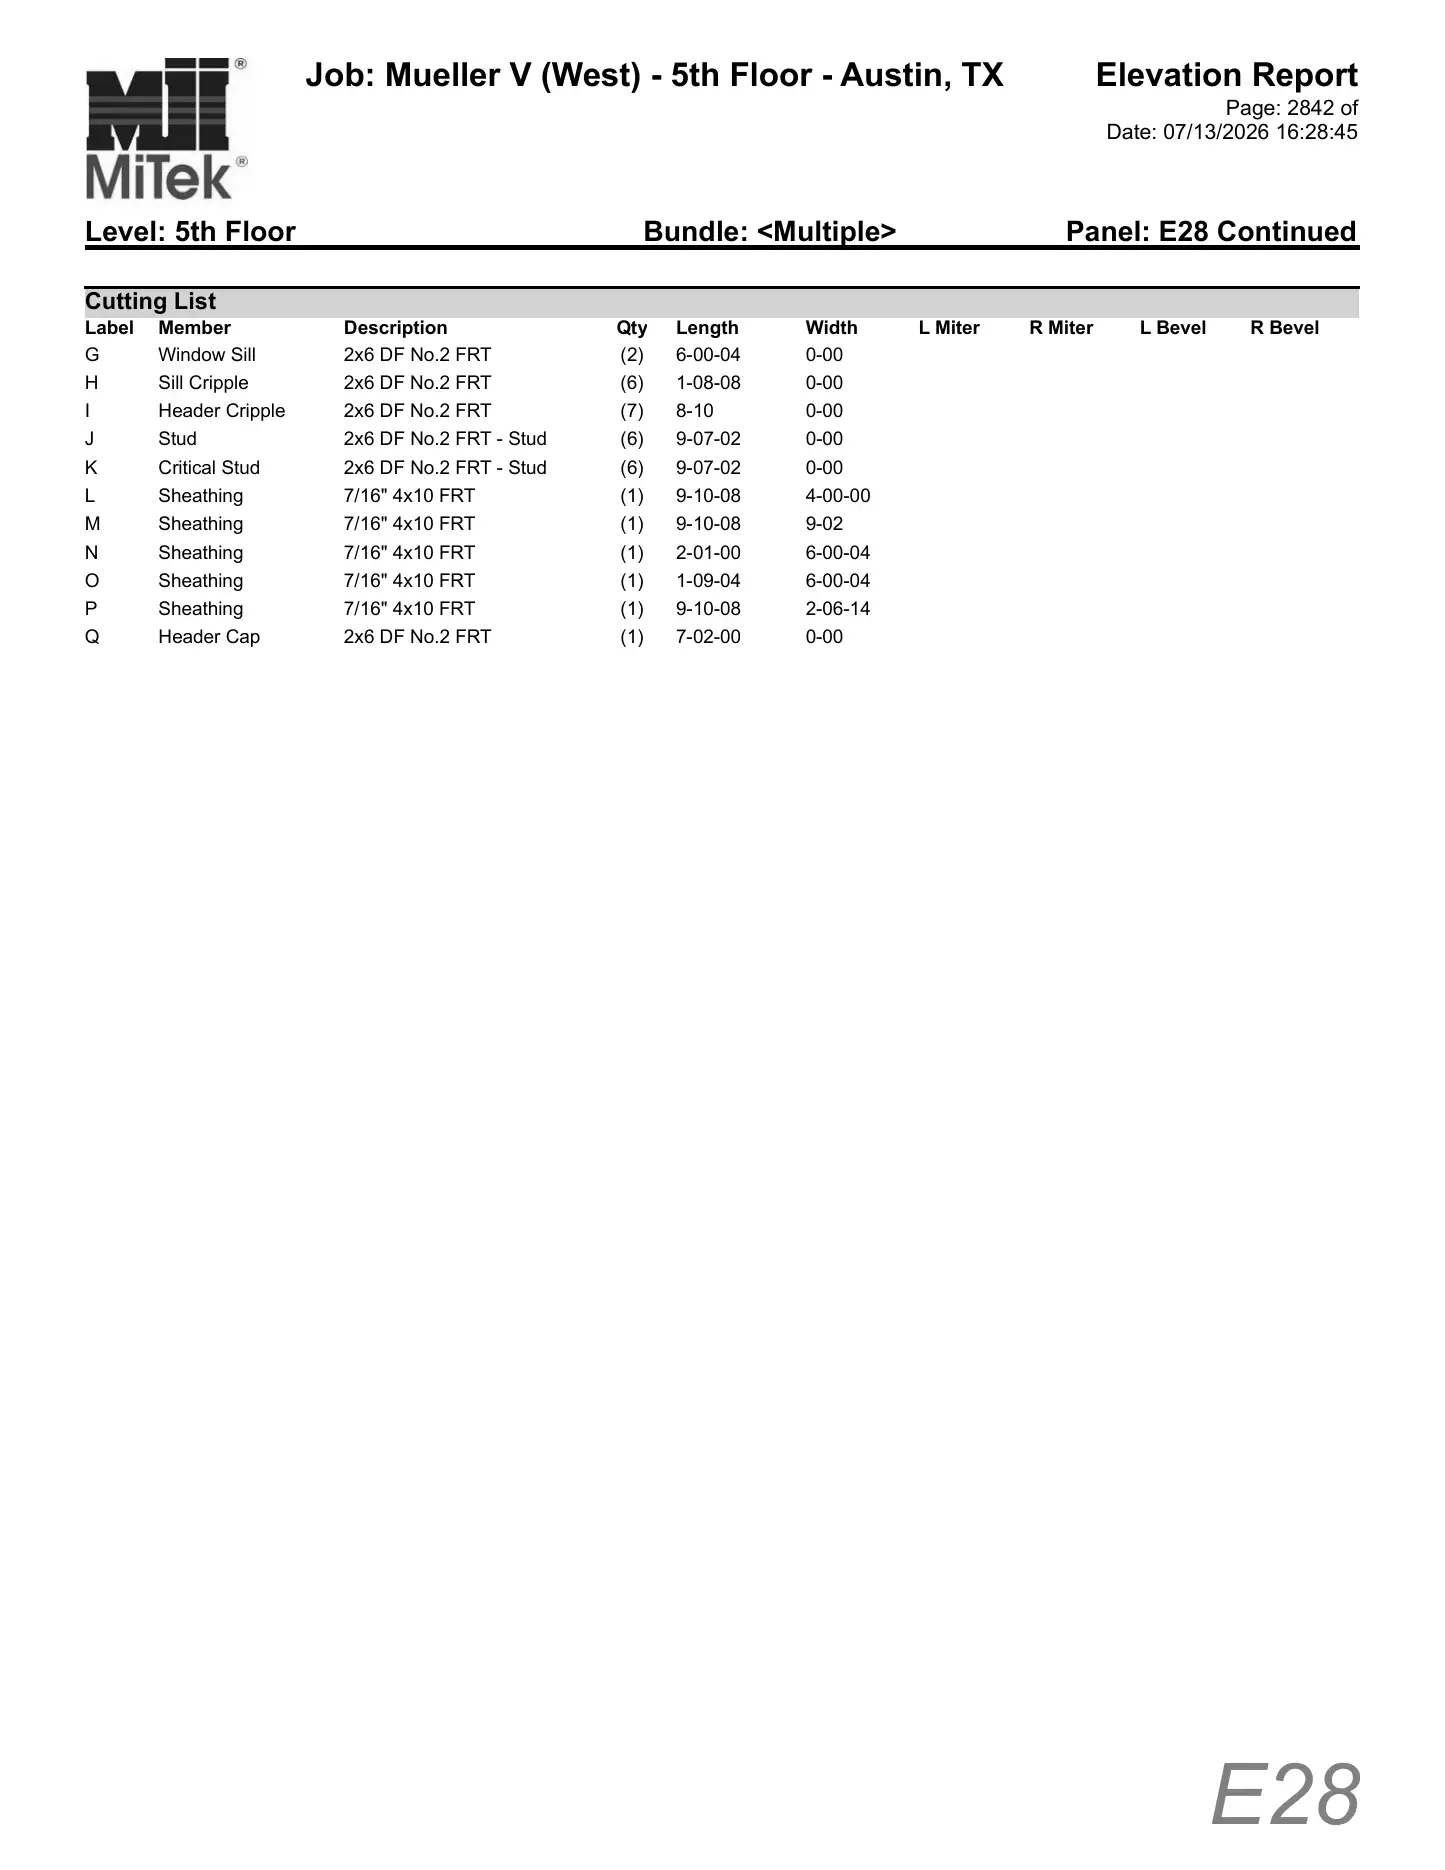 MiTek
®
®
Job: Mueller V (West) - 5th Floor - Austin, TX
Elevation Report
Page: 2842 of
Date: 07/13/2026 16:28:45
Level: 5th Floor Bundle: <Multiple> Panel: E28 Continued
Cutting List
Label Member Description Qty Length Width L Miter R Miter L Bevel R Bevel
G Window Sill 2x6 DF No.2 FRT (2) 6-00-04 0-00
H Sill Cripple 2x6 DF No.2 FRT (6) 1-08-08 0-00
I Header Cripple 2x6 DF No.2 FRT (7) 8-10 0-00
J Stud 2x6 DF No.2 FRT - Stud (6) 9-07-02 0-00
K Critical Stud 2x6 DF No.2 FRT - Stud (6) 9-07-02 0-00
L Sheathing 7/16" 4x10 FRT (1) 9-10-08 4-00-00
M Sheathing 7/16" 4x10 FRT (1) 9-10-08 9-02
N Sheathing 7/16" 4x10 FRT (1) 2-01-00 6-00-04
O Sheathing 7/16" 4x10 FRT (1) 1-09-04 6-00-04
P Sheathing 7/16" 4x10 FRT (1) 9-10-08 2-06-14
Q Header Cap 2x6 DF No.2 FRT (1) 7-02-00 0-00
E28